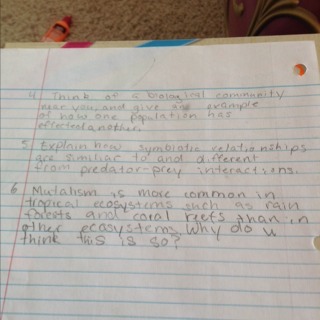 4. Think of a biological community
near you, and give an example
of how one population has
effected another.
5. Explain how symbiotic relationships
are similiar to and different
from predator-prey interactions.
6. Mutalism is more common in
tropical ecosystems such as rain
forests and coral reefs than in
other ecosystems. Why do u
think this is so?